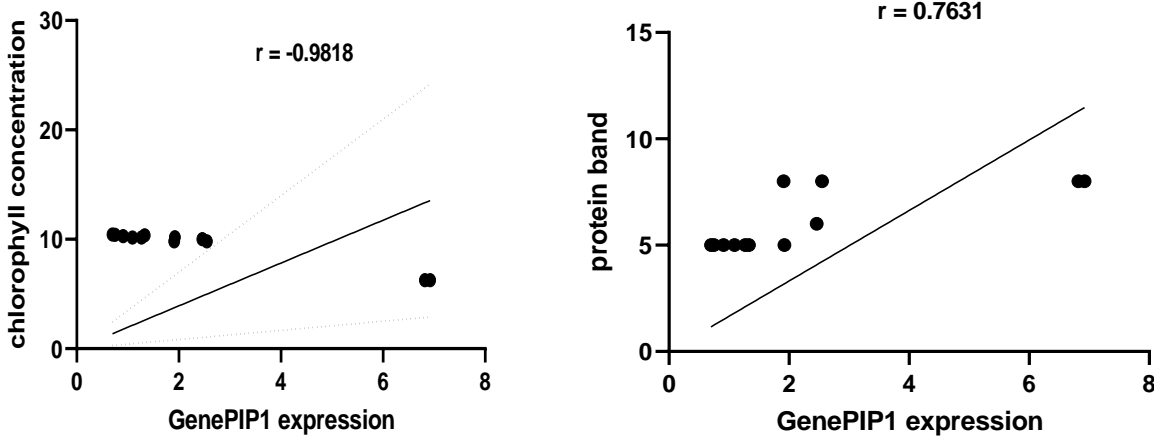 r = -0.9818
chlorophyll concentration
30
20
10
0
0 2 4 6 8
GenePIP1 expression
r = 0.7631
protein band
15
10
5
0
0 2 4 6 8
GenePIP1 expression